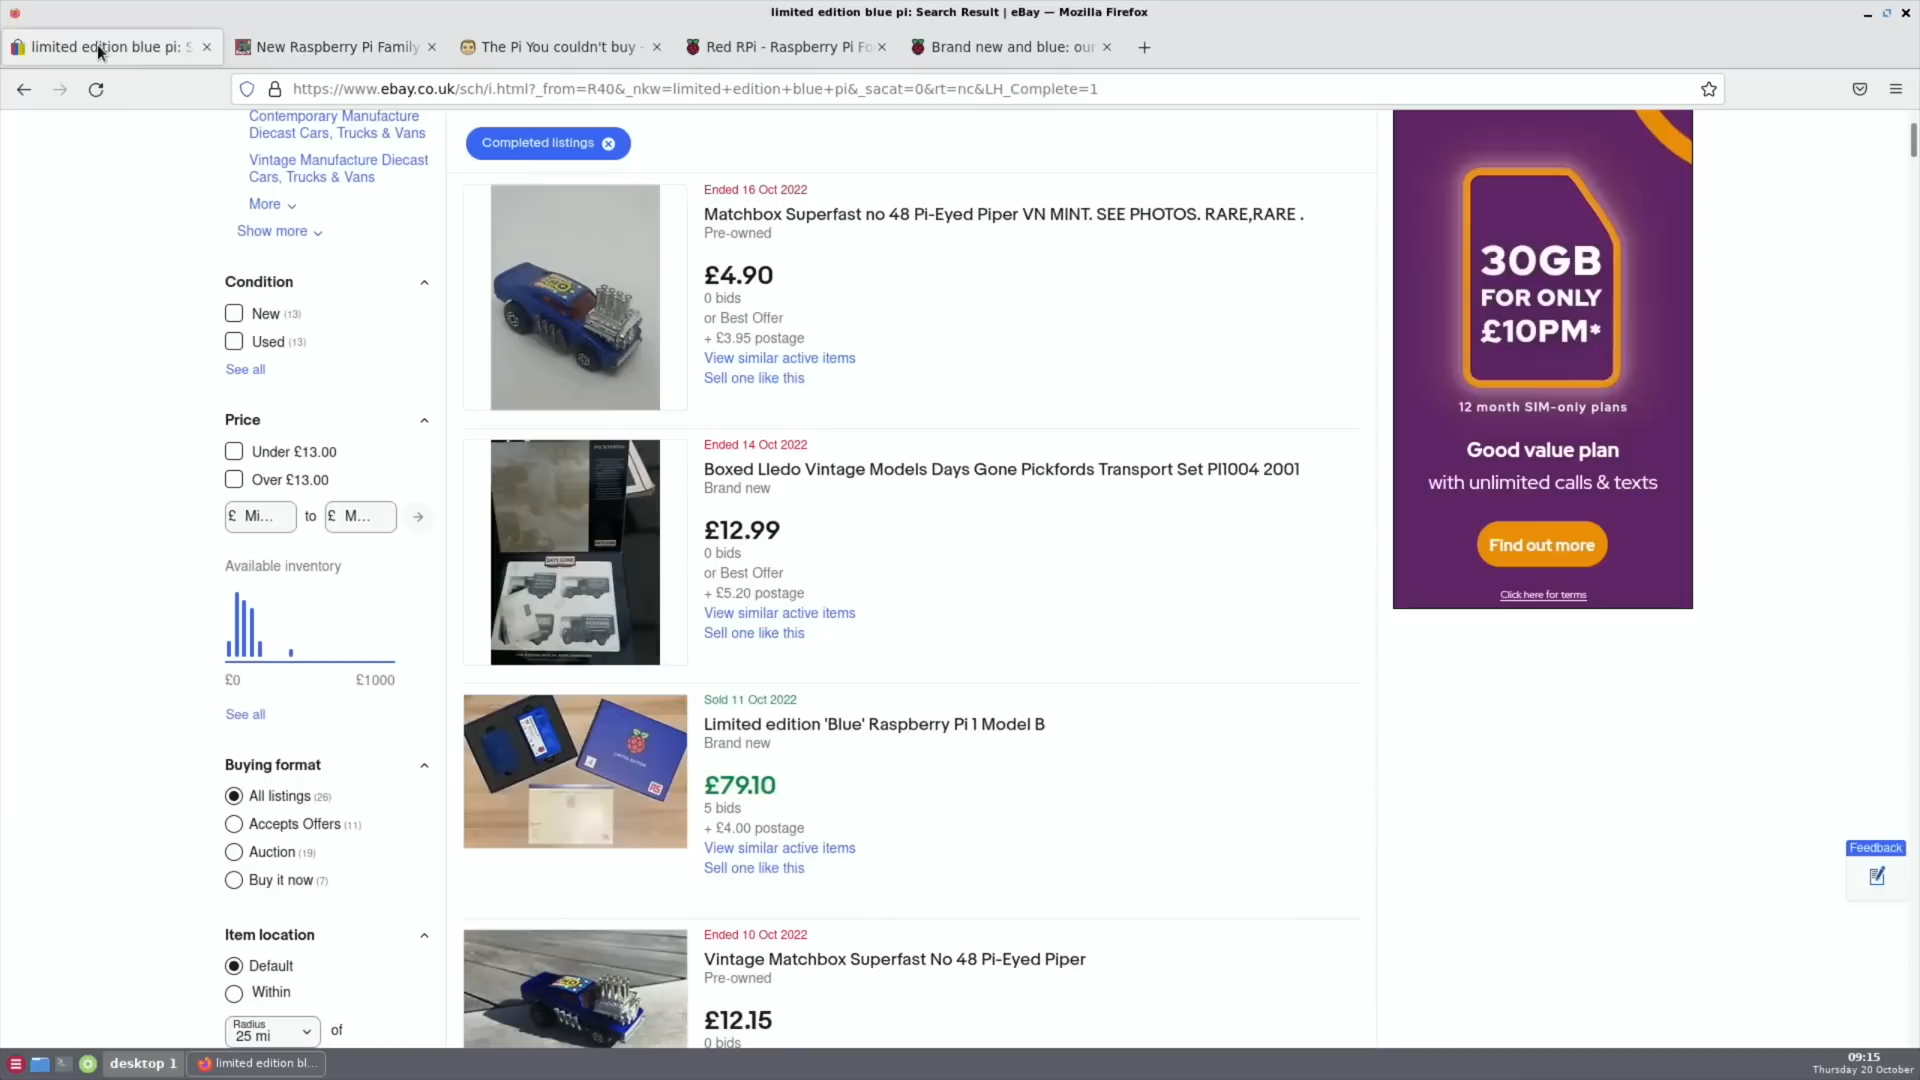 limited edition blue pi: Search Result | eBay — Mozilla Firefox
limited edition blue pi: S
New Raspberry Pi Family
The Pi You couldn't buy -
Red RPi - Raspberry Pi Fo
Brand new and blue: our
https://www.ebay.co.uk/sch/i.html?_from=R40&_nkw=limited+edition+blue+pi&_sacat=0&rt=nc&LH_Complete=1
Contemporary Manufacture
Diecast Cars, Trucks & Vans
Vintage Manufacture Diecast
Cars, Trucks & Vans
More
Show more
Condition
New (13)
Used (13)
See all
Price
Under £13.00
Over £13.00
£ Mi... to £ M...
Available inventory
£0 £1000
See all
Buying format
All listings (26)
Accepts Offers (11)
Auction (19)
Buy it now (7)
Item location
Default
Within
Radius
25 mi of
Completed listings
Ended 16 Oct 2022
Matchbox Superfast no 48 Pi-Eyed Piper VN MINT. SEE PHOTOS. RARE,RARE .
Pre-owned
£4.90
0 bids
or Best Offer
+ £3.95 postage
View similar active items
Sell one like this
Ended 14 Oct 2022
Boxed Lledo Vintage Models Days Gone Pickfords Transport Set PI1004 2001
Brand new
£12.99
0 bids
or Best Offer
+ £5.20 postage
View similar active items
Sell one like this
Sold 11 Oct 2022
Limited edition 'Blue' Raspberry Pi 1 Model B
Brand new
£79.10
5 bids
+ £4.00 postage
View similar active items
Sell one like this
Ended 10 Oct 2022
Vintage Matchbox Superfast No 48 Pi-Eyed Piper
Pre-owned
£12.15
0 bids
30GB
FOR ONLY
£10PM*
12 month SIM-only plans
Good value plan
with unlimited calls & texts
Find out more
Click here for terms
Feedback
desktop 1
limited edition bl...
09:15
Thursday 20 October